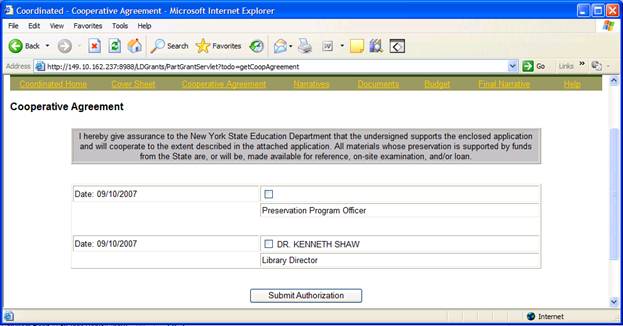 Coordinated - Cooperative Agreement - Microsoft Internet Explorer
File Edit View Favorites Tools Help
Back Search Favorites
Address http://149.10.162.237:8988/LDGrants/PartGrantServlet?todo=getCoopAgreement Go Links »
Coordinated Home Cover Sheet Cooperative Agreement Narratives Documents Budget Final Narrative Help
Cooperative Agreement
I hereby give assurance to the New York State Education Department that the undersigned supports the enclosed application
and will cooperate to the extent described in the attached application. All materials whose preservation is supported by funds
from the State are, or will be, made available for reference, on-site examination, and/or loan.
Date: 09/10/2007
Preservation Program Officer
Date: 09/10/2007 DR. KENNETH SHAW
Library Director
Submit Authorization
Internet